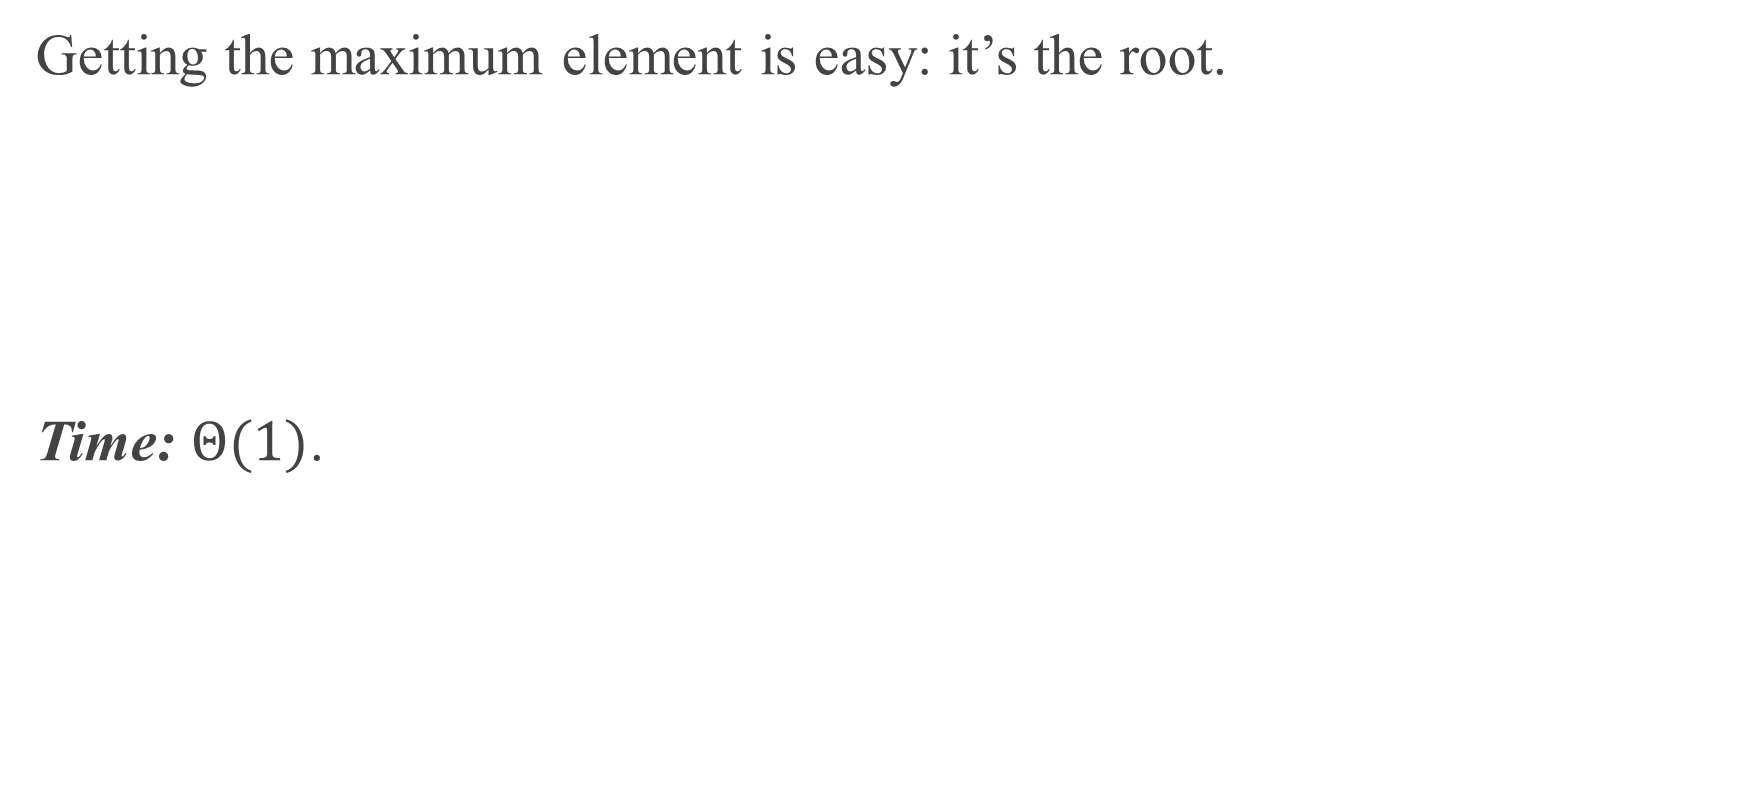 Getting the maximum element is easy: it’s the root.
Time: Θ(1).